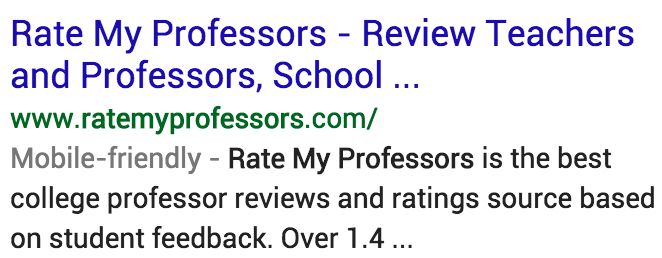 Rate My Professors - Review Teachers
and Professors, School ...
www.ratemyprofessors.com/
Mobile-friendly - Rate My Professors is the best
college professor reviews and ratings source based
on student feedback. Over 1.4 ...